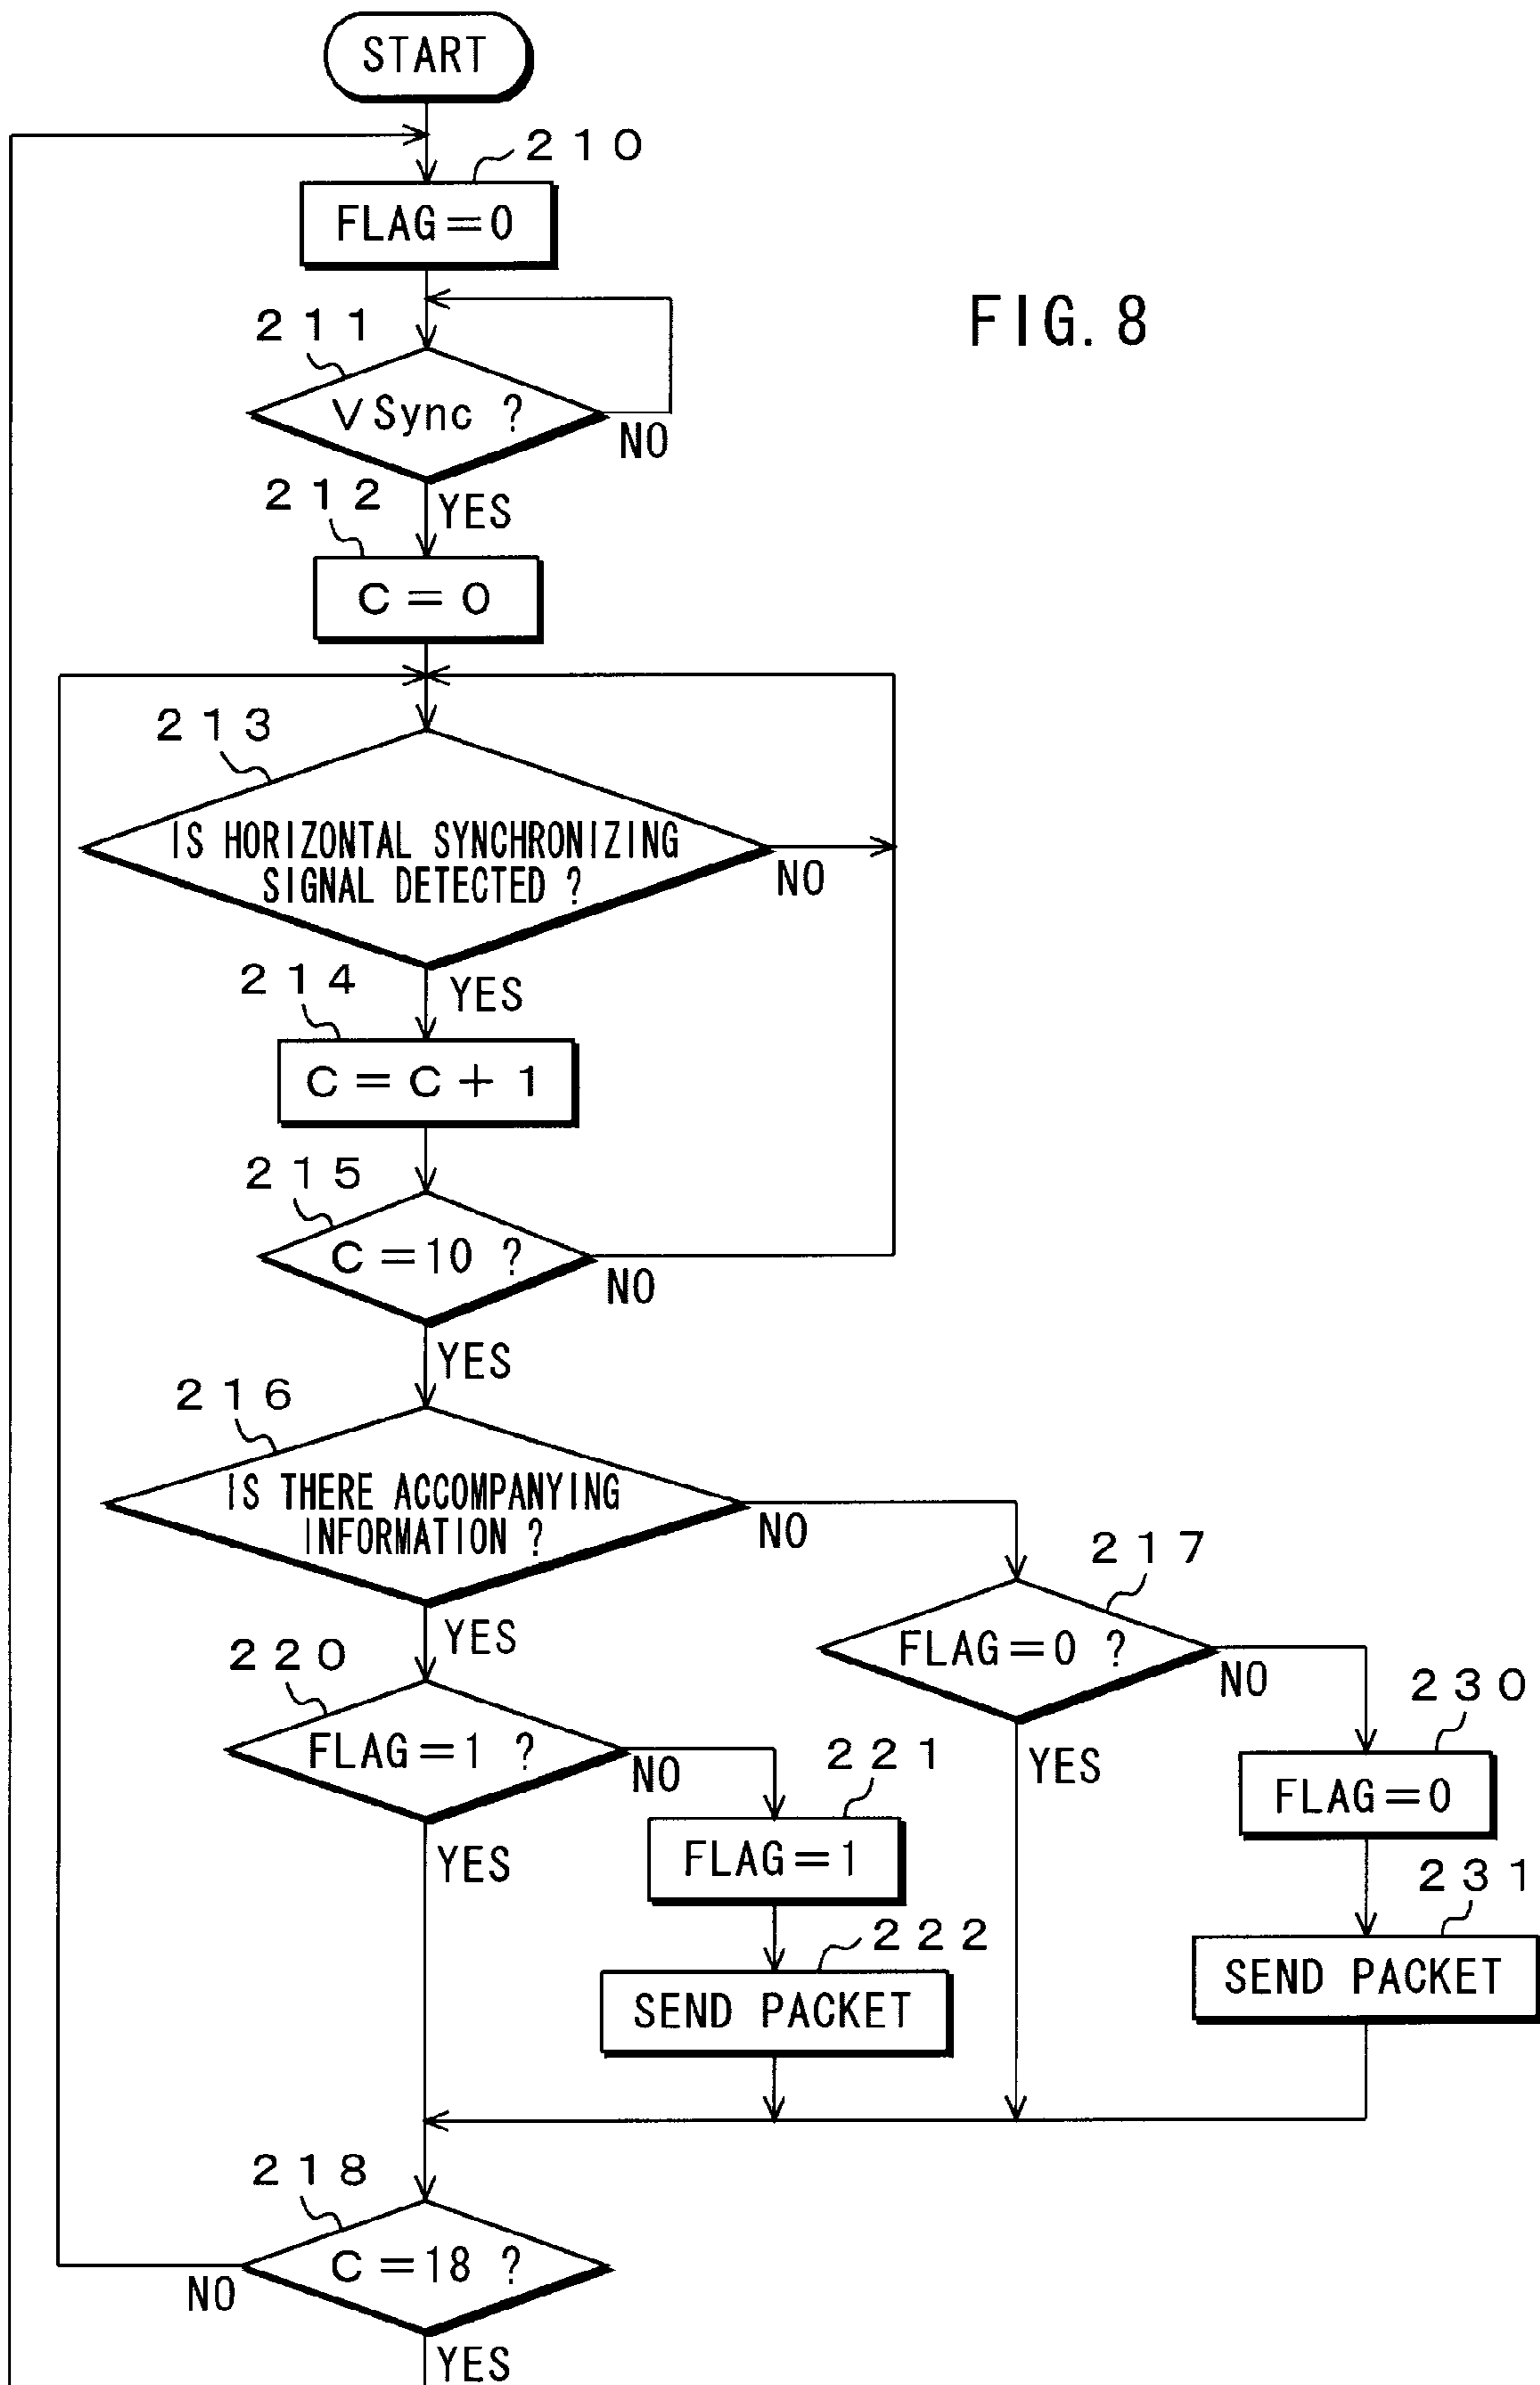 START
210
FLAG=0
FIG. 8
211
VSync ?
NO
212
YES
C=0
213
IS HORIZONTAL SYNCHRONIZING
SIGNAL DETECTED ?
NO
214
YES
C=C+1
215
C=10 ?
NO
YES
216
IS THERE ACCOMPANYING
INFORMATION ?
NO
217
YES
220
FLAG=0 ?
NO
230
FLAG=1 ?
NO
221
YES
FLAG=0
YES
FLAG=1
231
222
SEND PACKET
SEND PACKET
218
C=18 ?
NO
YES